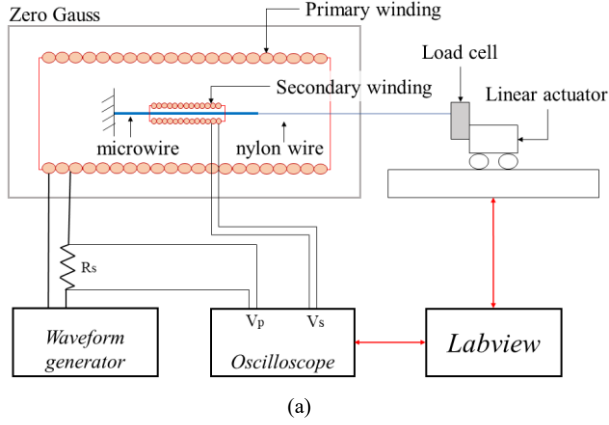 Zero Gauss
Primary winding
Load cell
Secondary winding
Linear actuator
microwire
nylon wire
Rs
Vp
Vs
Waveform
generator
Oscilloscope
Labview
(a)